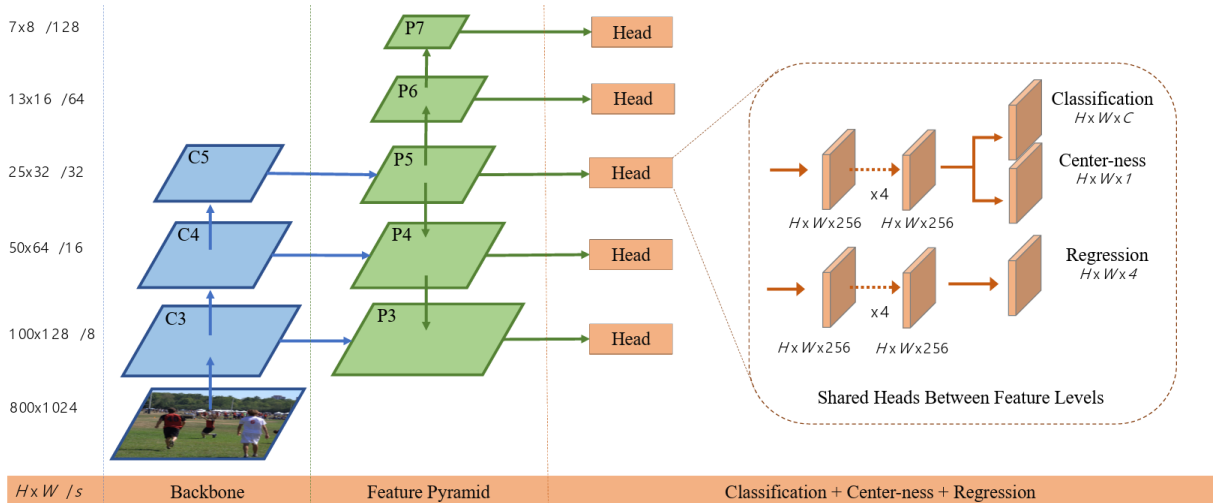 7x8 /128
P7
Head
13x16 /64
P6
Head
25x32 /32
C5
P5
Head
50x64 /16
C4
P4
Head
100x128 /8
C3
P3
Head
800x1024
Classification
H×W×C
Center-ness
H×W×1
x4
H×W×256 H×W×256
Regression
H×W×4
x4
H×W×256 H×W×256
Shared Heads Between Feature Levels
H×W /s Backbone Feature Pyramid Classification + Center-ness + Regression